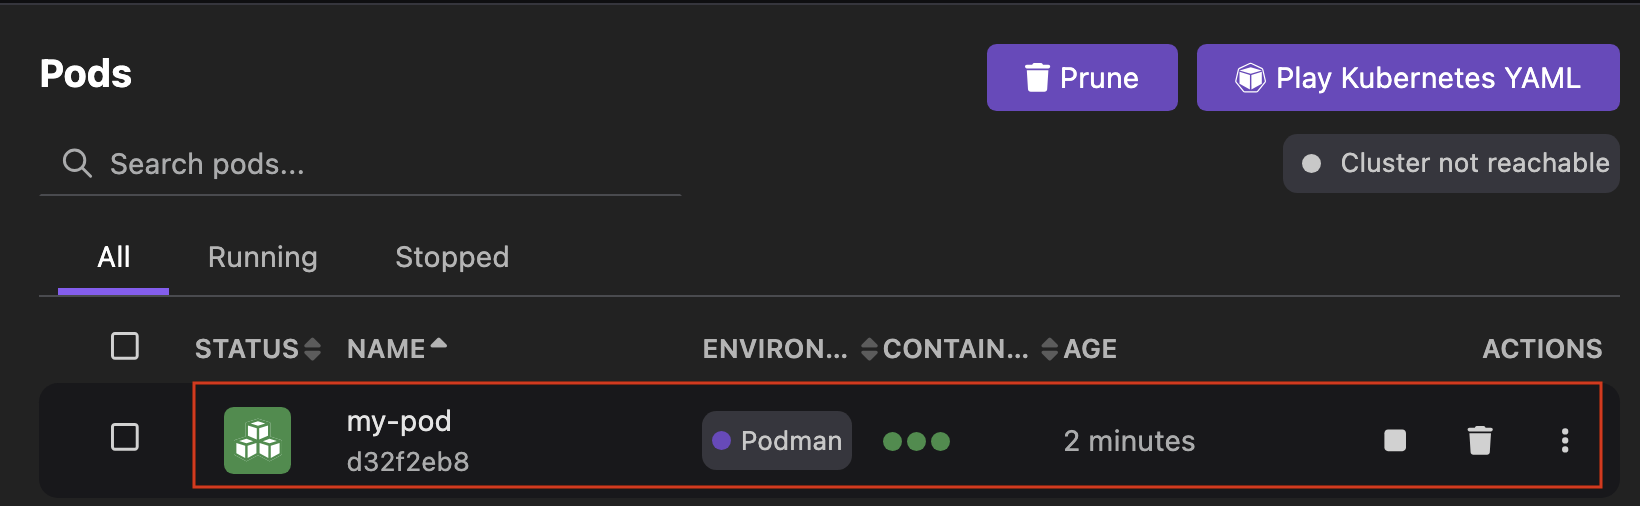 Pods
Prune
Play Kubernetes YAML
Search pods...
Cluster not reachable
All Running Stopped
STATUS NAME ENVIRON... CONTAIN... AGE ACTIONS
my-pod
d32f2eb8
Podman
2 minutes